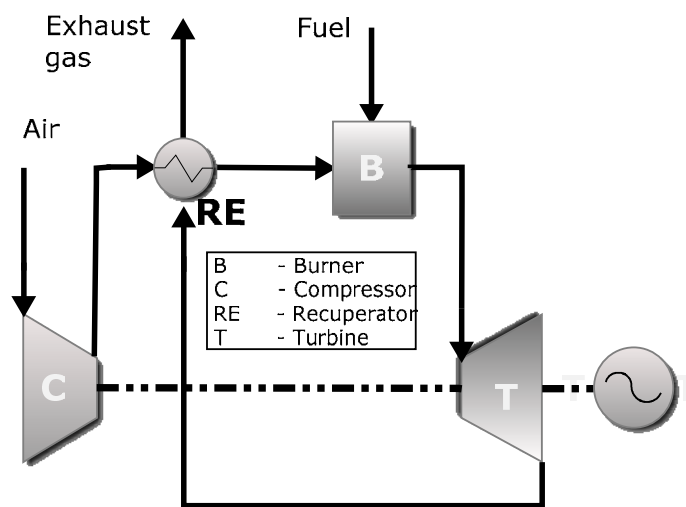 Exhaust
gas
Fuel
Air
B
RE
B - Burner
C - Compressor
RE - Recuperator
T - Turbine
C
T